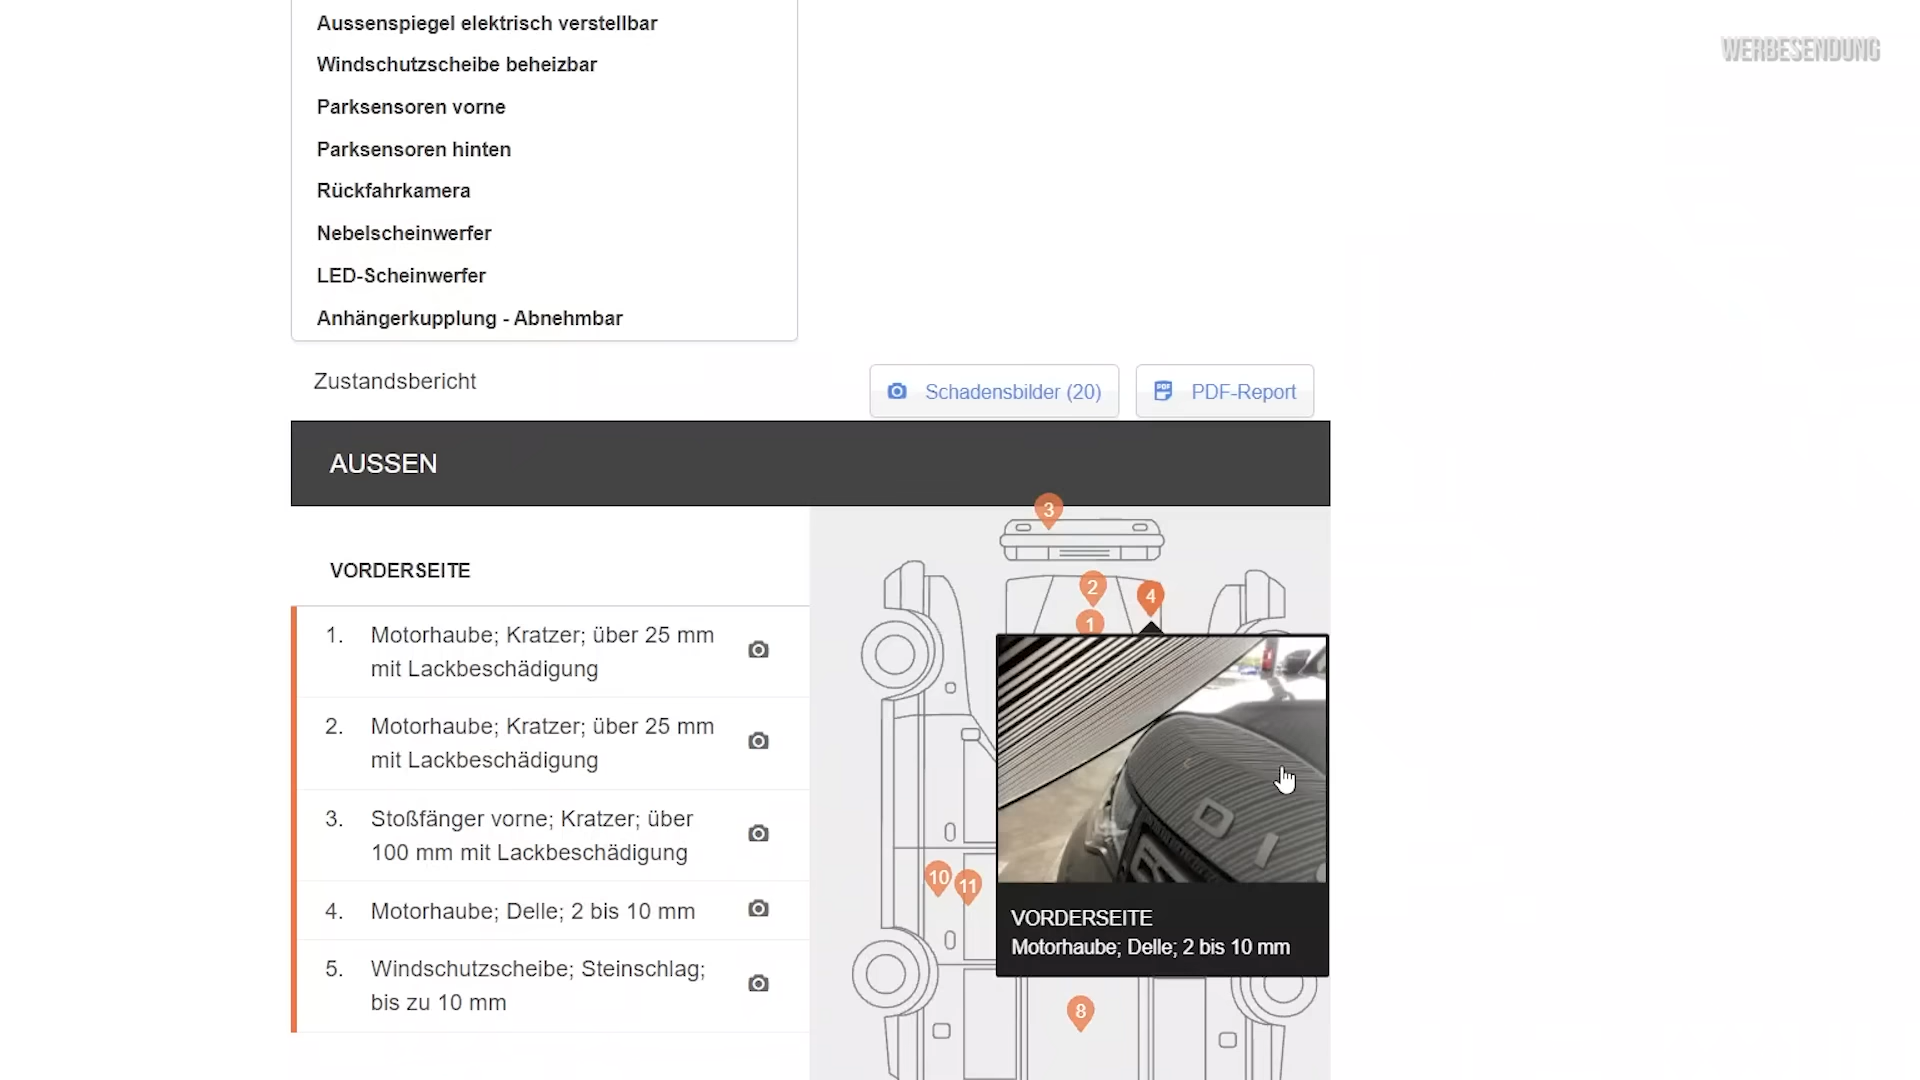 WERBESENDUNG
Aussenspiegel elektrisch verstellbar
Windschutzscheibe beheizbar
Parksensoren vorne
Parksensoren hinten
Rückfahrkamera
Nebelscheinwerfer
LED-Scheinwerfer
Anhängerkupplung - Abnehmbar
Zustandsbericht
Schadensbilder (20)
PDF
PDF-Report
AUSSEN
VORDERSEITE
1. Motorhaube; Kratzer; über 25 mm
mit Lackbeschädigung
2. Motorhaube; Kratzer; über 25 mm
mit Lackbeschädigung
3. Stoßfänger vorne; Kratzer; über
100 mm mit Lackbeschädigung
4. Motorhaube; Delle; 2 bis 10 mm
5. Windschutzscheibe; Steinschlag;
bis zu 10 mm
3
2
4
1
10
11
VORDERSEITE
Motorhaube; Delle; 2 bis 10 mm
8